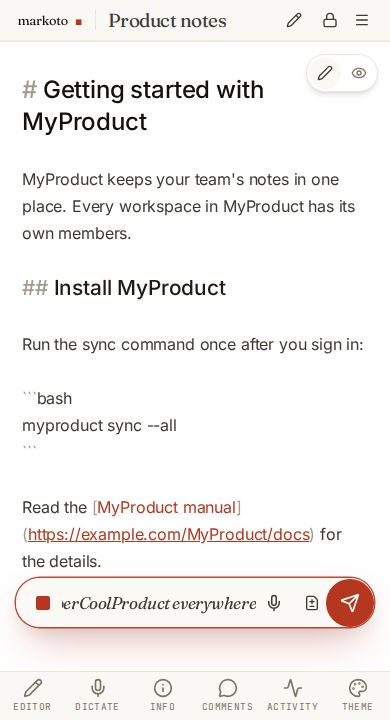 markoto
Product notes
# Getting started with
MyProduct
MyProduct keeps your team's notes in one
place. Every workspace in MyProduct has its
own members.
## Install MyProduct
Run the sync command once after you sign in:
```bash
myproduct sync --all
```
Read the [MyProduct manual]
(https://example.com/MyProduct/docs) for
the details.
erCoolProduct everywhere
EDITOR DICTATE INFO COMMENTS ACTIVITY THEME